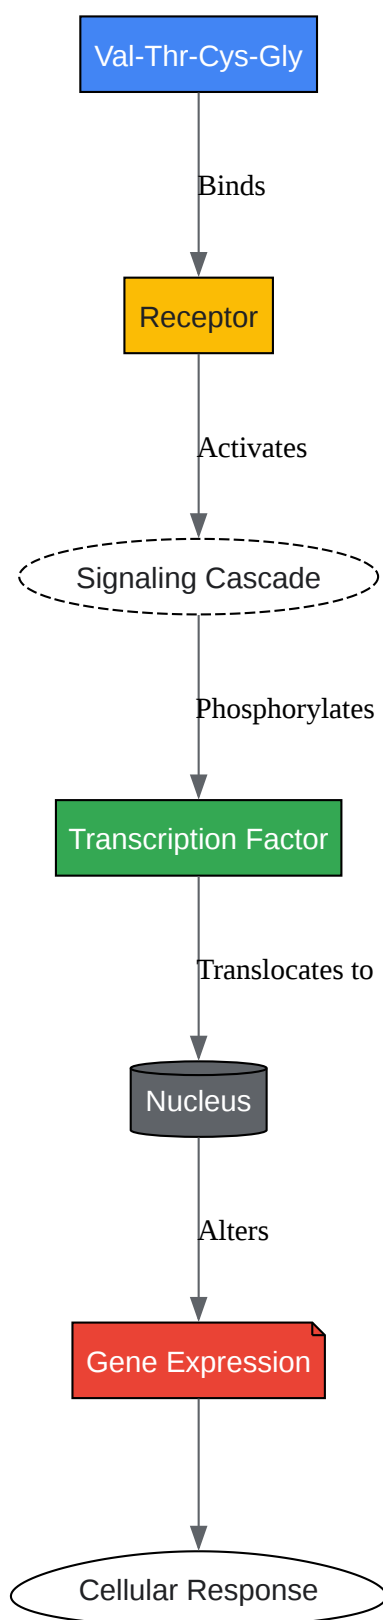 Val-Thr-Cys-Gly
Binds
Receptor
Activates
Signaling Cascade
Phosphorylates
Transcription Factor
Translocates to
Nucleus
Alters
Gene Expression
Cellular Response